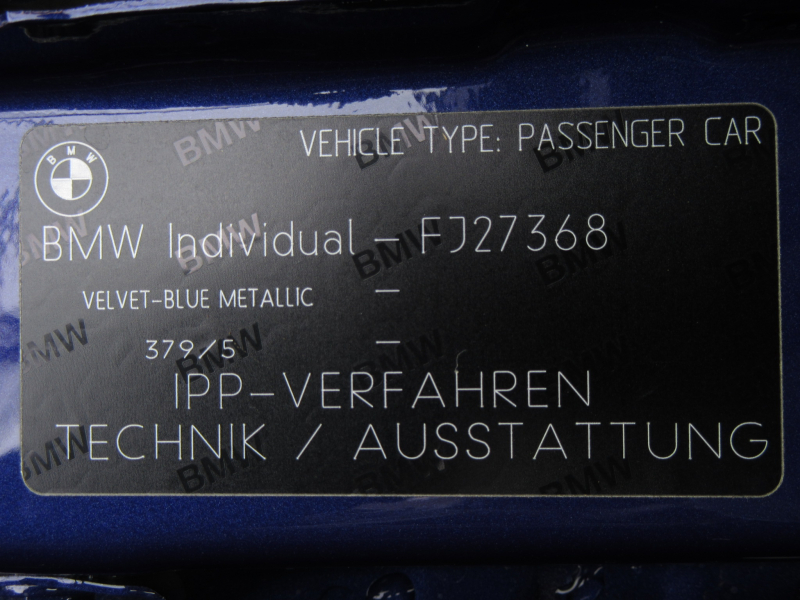 BMW
VEHICLE TYPE: PASSENGER CAR
BMW Individual – FJ27368
VELVET-BLUE METALLIC –
379/5 –
IPP-VERFAHREN
TECHNIK / AUSSTATTUNG